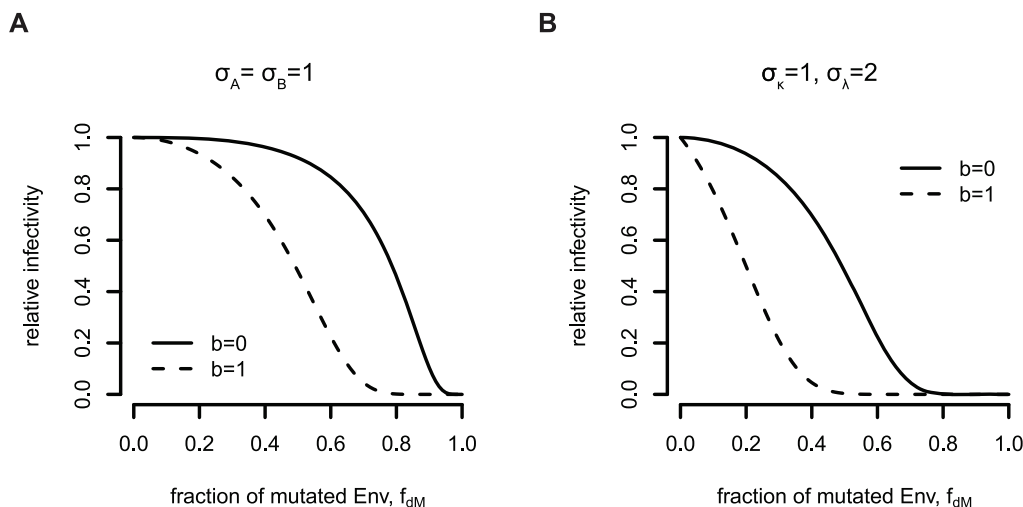 A
σA= σB=1
relative infectivity
0.0 0.2 0.4 0.6 0.8 1.0
b=0
b=1
0.0 0.2 0.4 0.6 0.8 1.0
fraction of mutated Env, fdM
B
σκ=1, σλ=2
relative infectivity
0.0 0.2 0.4 0.6 0.8 1.0
b=0
b=1
0.0 0.2 0.4 0.6 0.8 1.0
fraction of mutated Env, fdM